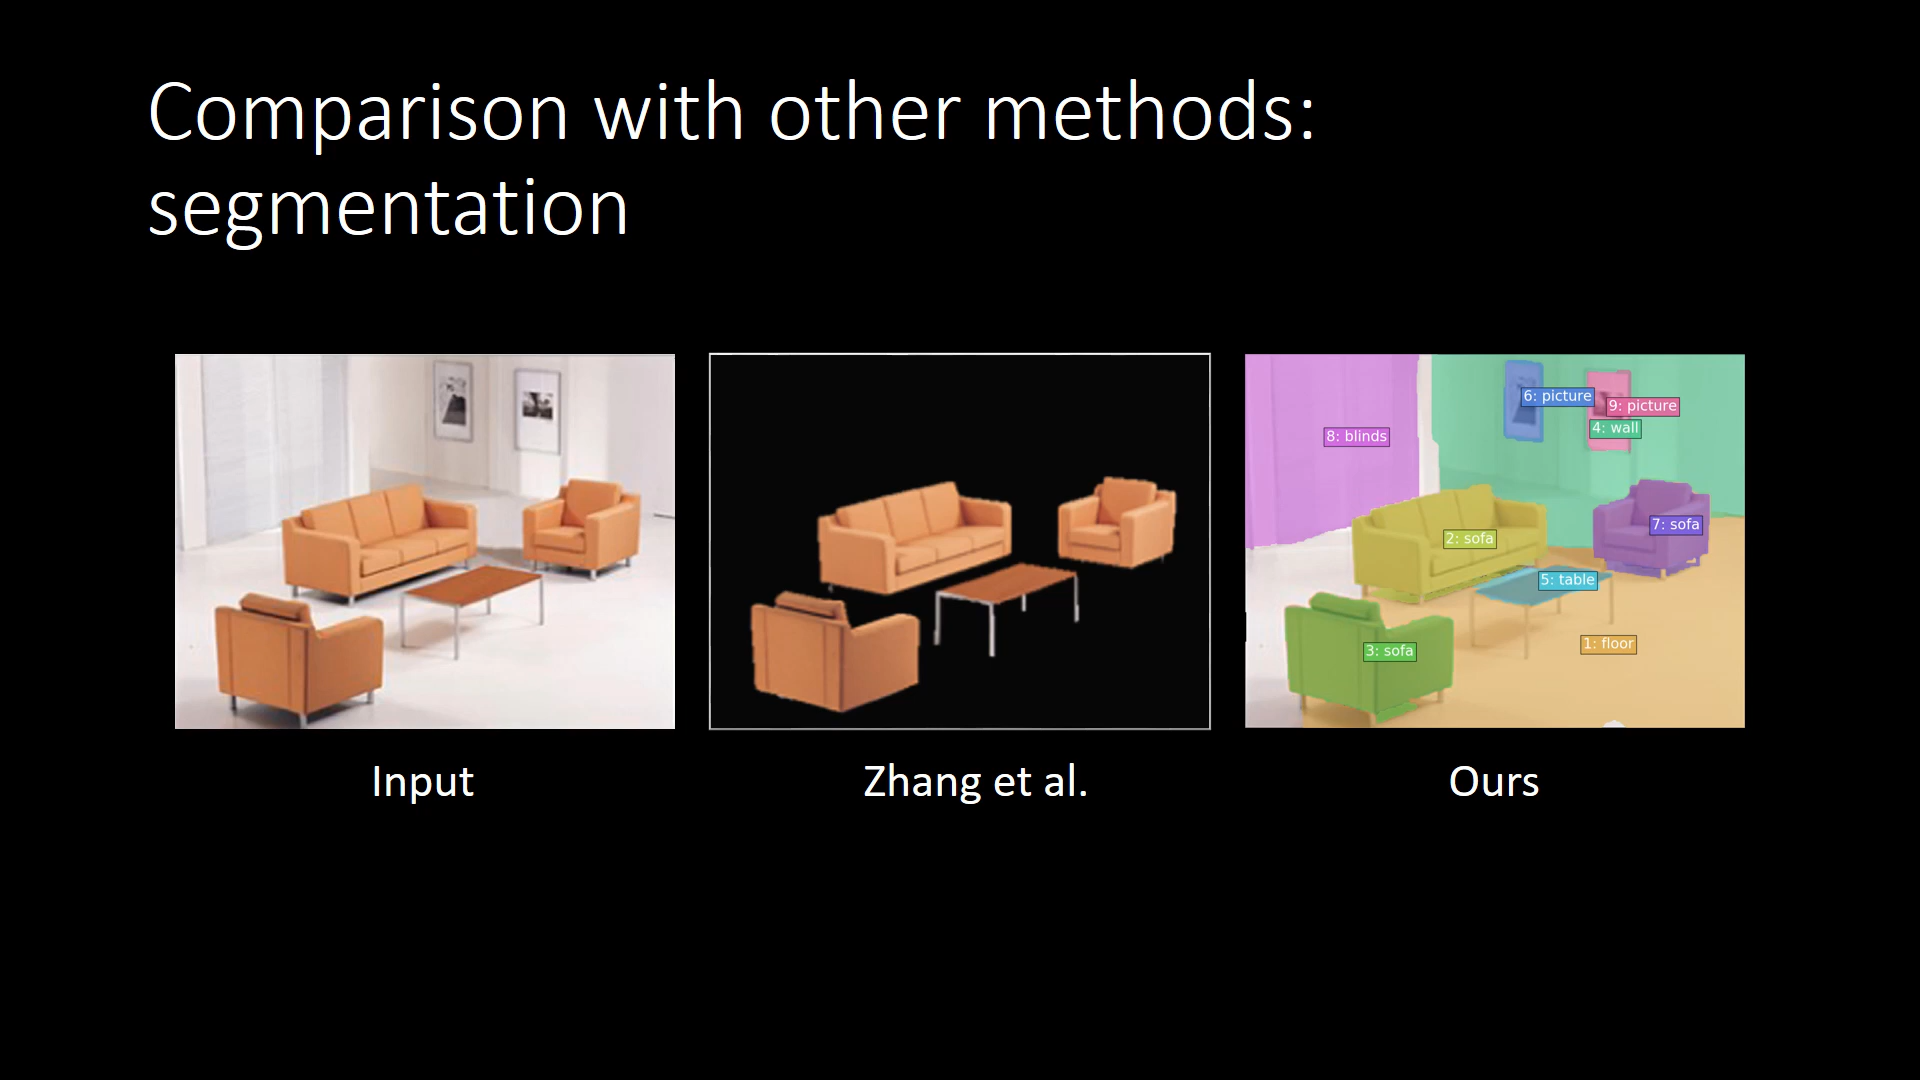 Comparison with other methods:
segmentation
6: picture
9: picture
4: wall
8: blinds
7: sofa
2: sofa
5: table
1: floor
3: sofa
Input
Zhang et al.
Ours